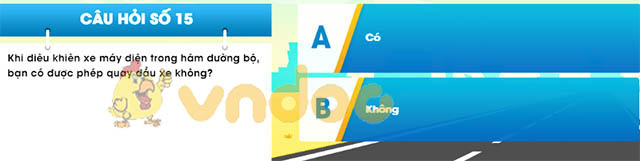 CÂU HỎI SỐ 15
Khi điều khiển xe máy điện trong hầm đường bộ,
bạn có được phép quay đầu xe không?
A Có
B Không
vndoc